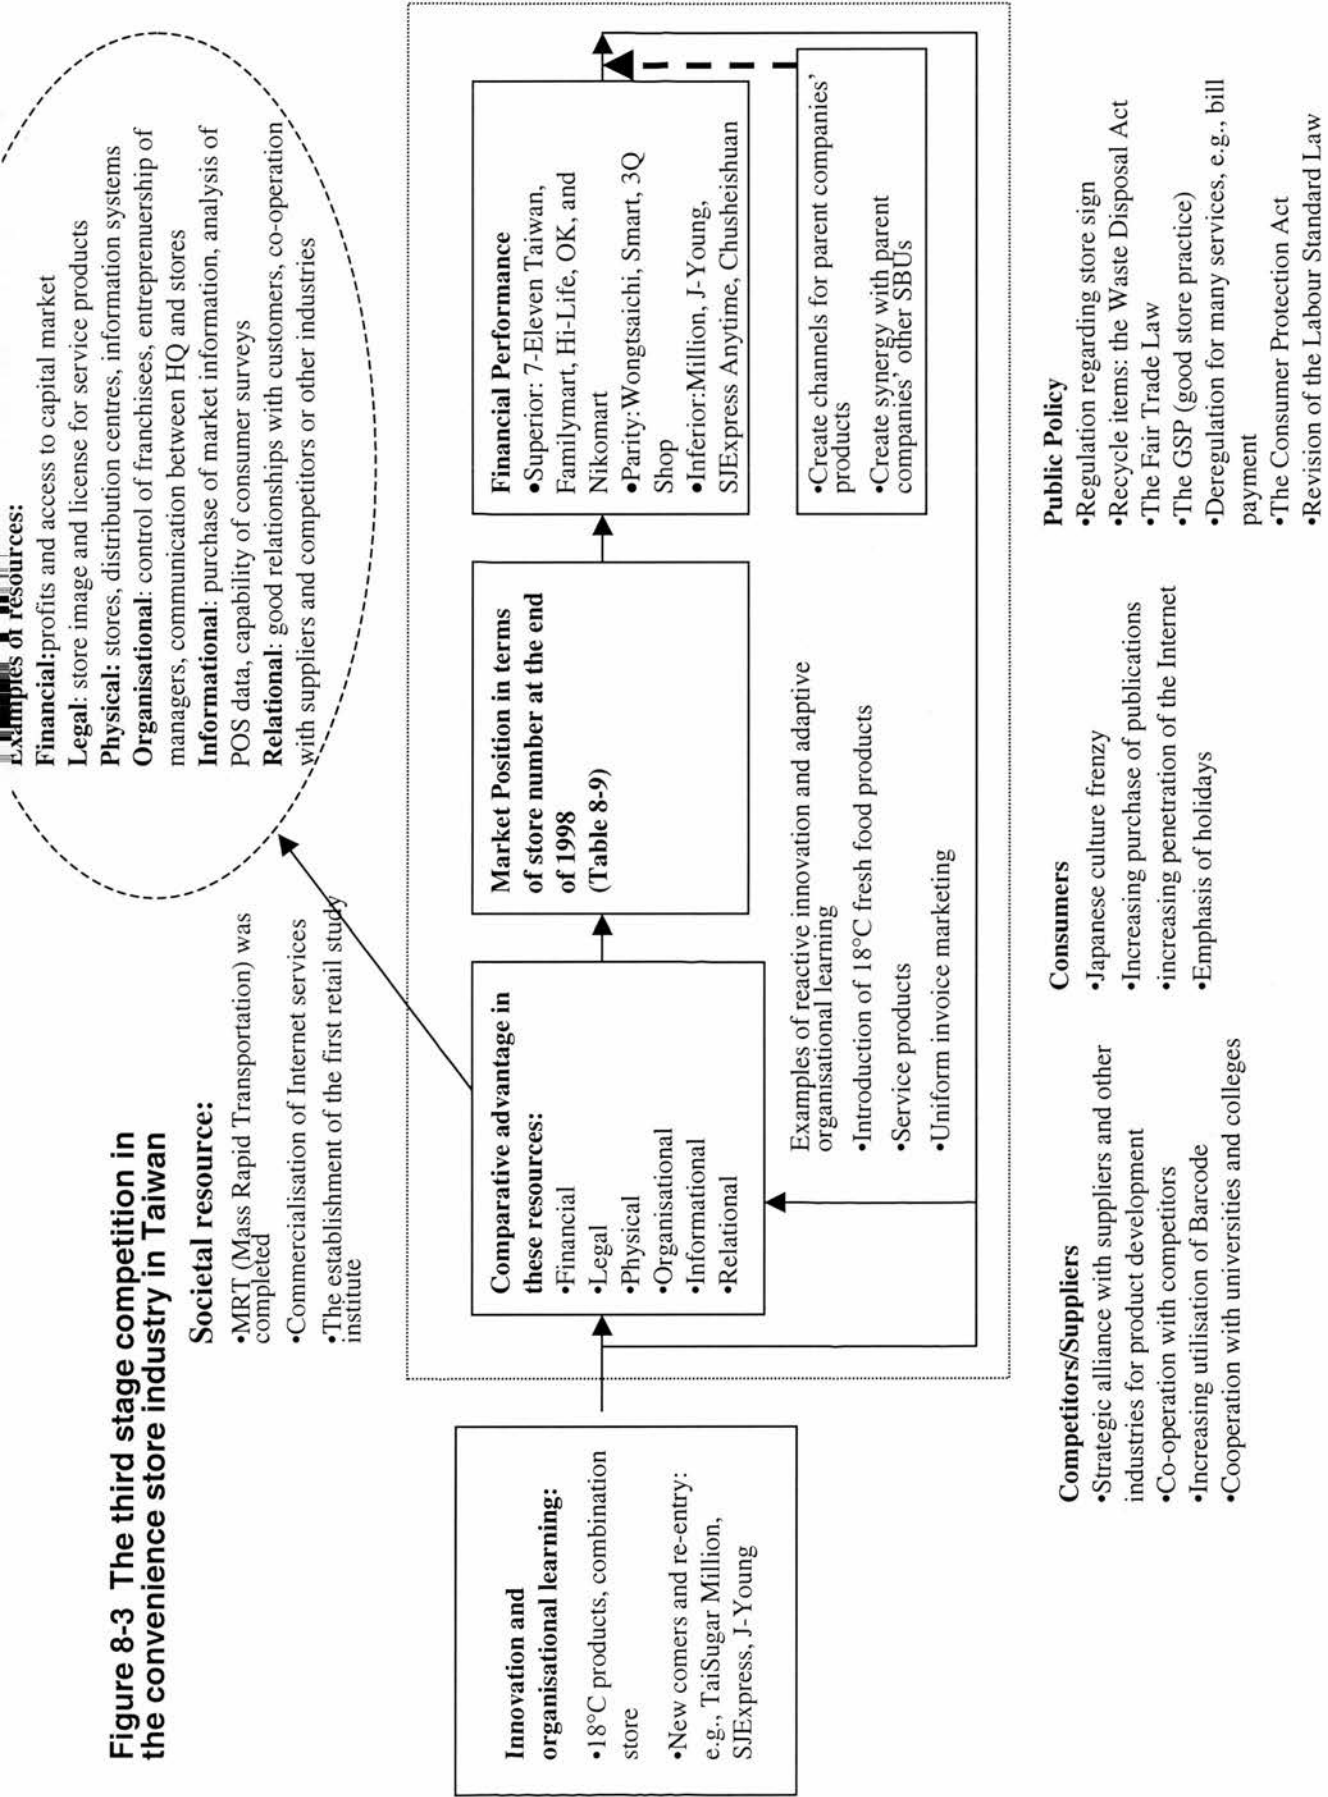 Figure 8-3 The third stage competition in
the convenience store industry in Taiwan
Societal resource:
•MRT (Mass Rapid Transportation) was
completed
•Commercialisation of Internet services
•The establishment of the first retail study
institute
Examples of resources:
Financial:profits and access to capital market
Legal: store image and license for service products
Physical: stores, distribution centres, information systems
Organisational: control of franchisees, entreprenuership of
managers, communication between HQ and stores
Informational: purchase of market information, analysis of
POS data, capability of consumer surveys
Relational: good relationships with customers, co-operation
with suppliers and competitors or other industries
Innovation and
organisational learning:
•18°C products, combination
store
•New comers and re-entry:
e.g., TaiSugar Million,
SJExpress, J-Young
Comparative advantage in
these resources:
•Financial
•Legal
•Physical
•Organisational
•Informational
•Relational
Market Position in terms
of store number at the end
of 1998
(Table 8-9)
Financial Performance
•Superior: 7-Eleven Taiwan,
Familymart, Hi-Life, OK, and
Nikomart
•Parity:Wongtsaichi, Smart, 3Q
Shop
•Inferior:Million, J-Young,
SJExpress Anytime, Chusheishuan
Examples of reactive innovation and adaptive
organisational learning
•Introduction of 18°C fresh food products
•Service products
•Uniform invoice marketing
•Create channels for parent companies'
products
•Create synergy with parent
companies' other SBUs
Competitors/Suppliers
•Strategic alliance with suppliers and other
industries for product development
•Co-operation with competitors
•Increasing utilisation of Barcode
•Cooperation with universities and colleges
Consumers
•Japanese culture frenzy
•Increasing purchase of publications
•increasing penetration of the Internet
•Emphasis of holidays
Public Policy
•Regulation regarding store sign
•Recycle items: the Waste Disposal Act
•The Fair Trade Law
•The GSP (good store practice)
•Deregulation for many services, e.g., bill
payment
•The Consumer Protection Act
•Revision of the Labour Standard Law